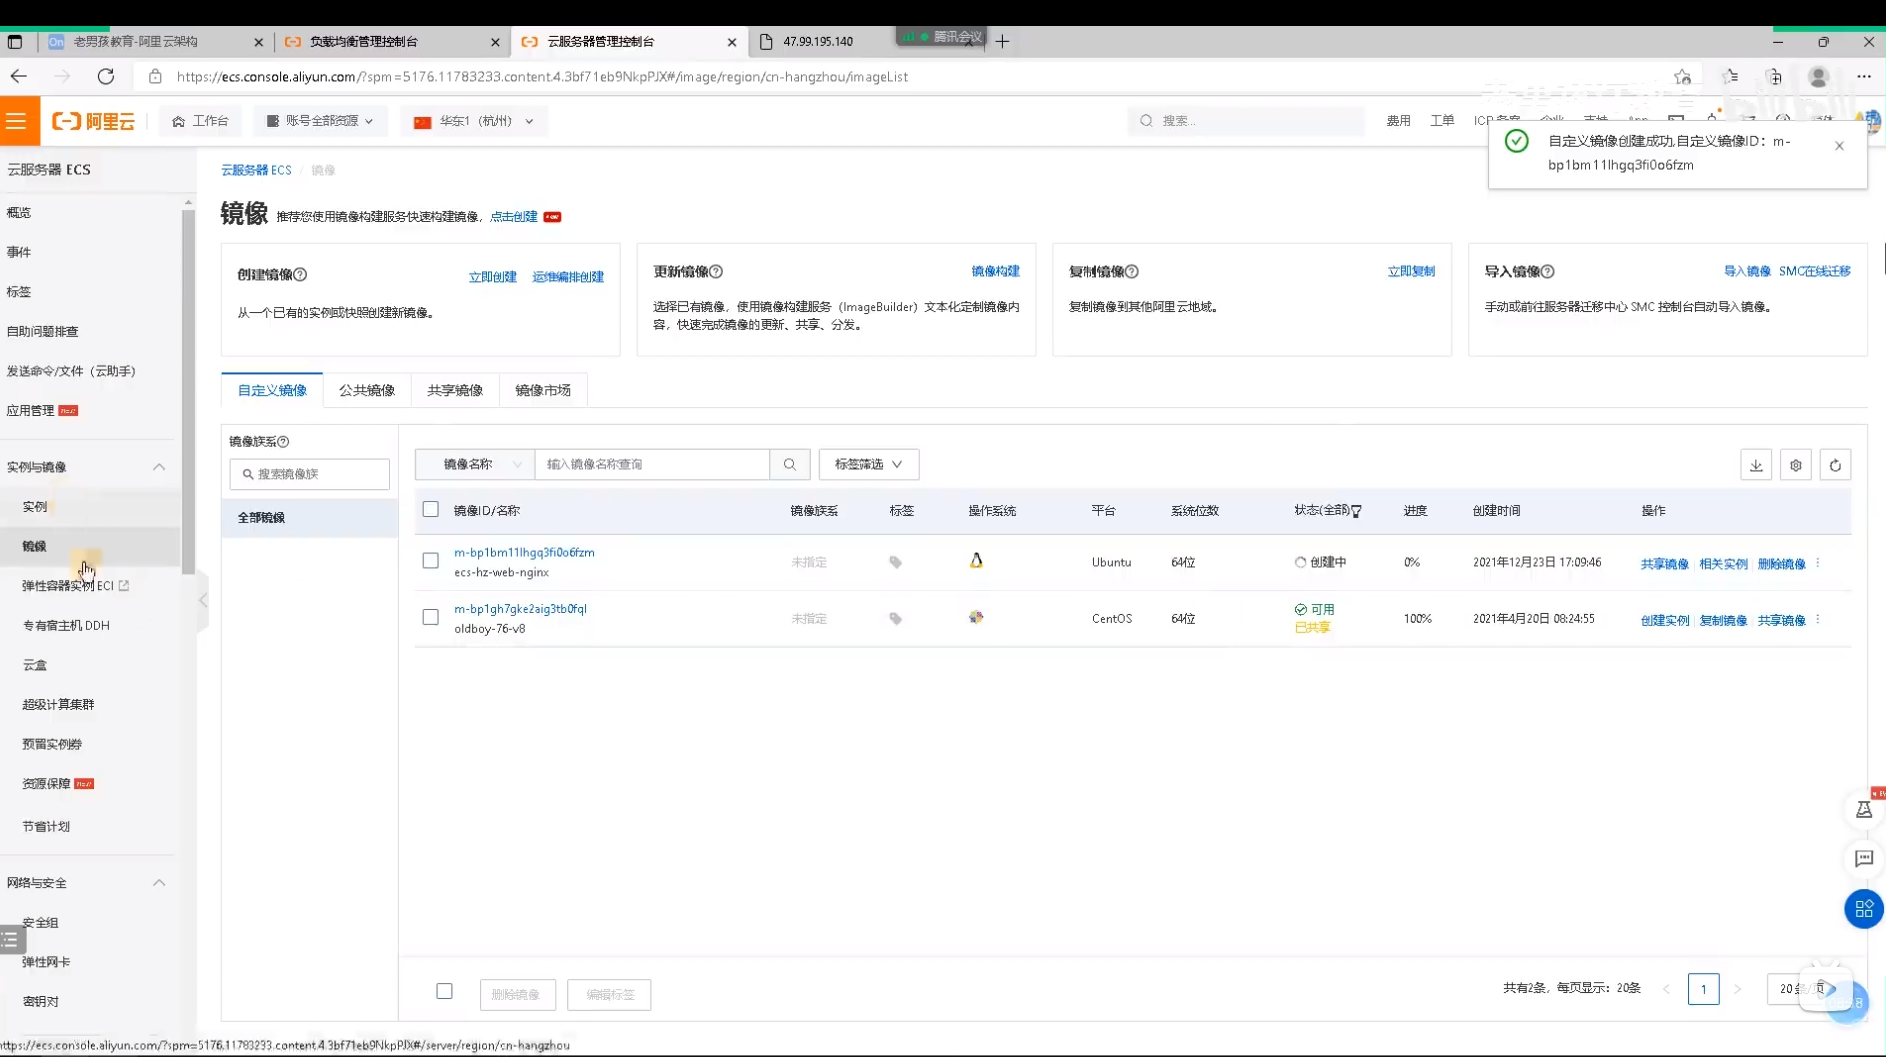 老男孩教育-阿里云架构
负载均衡管理控制台
云服务器管理控制台
47.99.195.140
腾讯会议
https://ecs.console.aliyun.com/?spm=5176.11783233.content.4.3bf71eb9NkpPJX#/image/region/cn-hangzhou/imageList
阿里云
工作台
账号全部资源
华东1（杭州）
搜索...
费用
工单
自定义镜像创建成功,自定义镜像ID：m-
bp1bm11lhgq3fi0o6fzm
云服务器 ECS
云服务器 ECS / 镜像
镜像 推荐您使用镜像构建服务快速构建镜像，点击创建
创建镜像
立即创建 运维编排创建
从一个已有的实例或快照创建新镜像。
更新镜像
镜像构建
选择已有镜像，使用镜像构建服务（ImageBuilder）文本化定制镜像内
容，快速完成镜像的更新、共享、分发。
复制镜像
立即复制
复制镜像到其他阿里云地域。
导入镜像
导入镜像 SMC在线迁移
手动或前往服务器迁移中心 SMC 控制台自动导入镜像。
概览
事件
标签
自助问题排查
发送命令/文件（云助手）
应用管理
实例与镜像
实例
镜像
弹性容器实例 ECI
专有宿主机 DDH
云盒
超级计算集群
预留实例券
资源保障
节省计划
网络与安全
安全组
弹性网卡
密钥对
自定义镜像
公共镜像
共享镜像
镜像市场
镜像族系
搜索镜像族
全部镜像
镜像名称
输入镜像名称查询
标签筛选
镜像ID/名称 镜像族系 标签 操作系统 平台 系统位数 状态(全部) 进度 创建时间 操作
m-bp1bm11lhgq3fi0o6fzm
ecs-hz-web-nginx
未指定 Ubuntu 64位 创建中 0% 2021年12月23日 17:09:46 共享镜像 相关实例 删除镜像
m-bp1gh7gke2aig3tb0fql
oldboy-76-v8
未指定 CentOS 64位 可用
已共享
100% 2021年4月20日 08:24:55 创建实例 复制镜像 共享镜像
删除镜像
编辑标签
共有2条，每页显示：20条
1
https://ecs.console.aliyun.com/?spm=5176.11783233.content.4.3bf71eb9NkpPJX#/server/region/cn-hangzhou